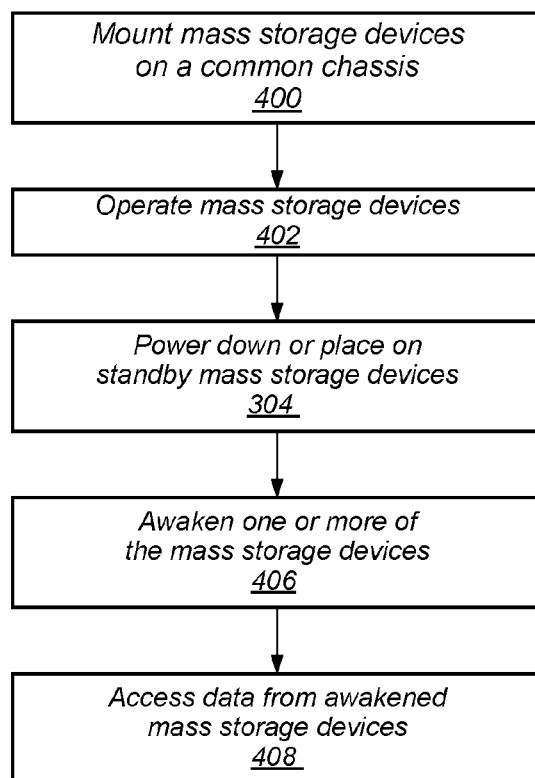 Mount mass storage devices
on a common chassis
400
Operate mass storage devices
402
Power down or place on
standby mass storage devices
304
Awaken one or more of
the mass storage devices
406
Access data from awakened
mass storage devices
408